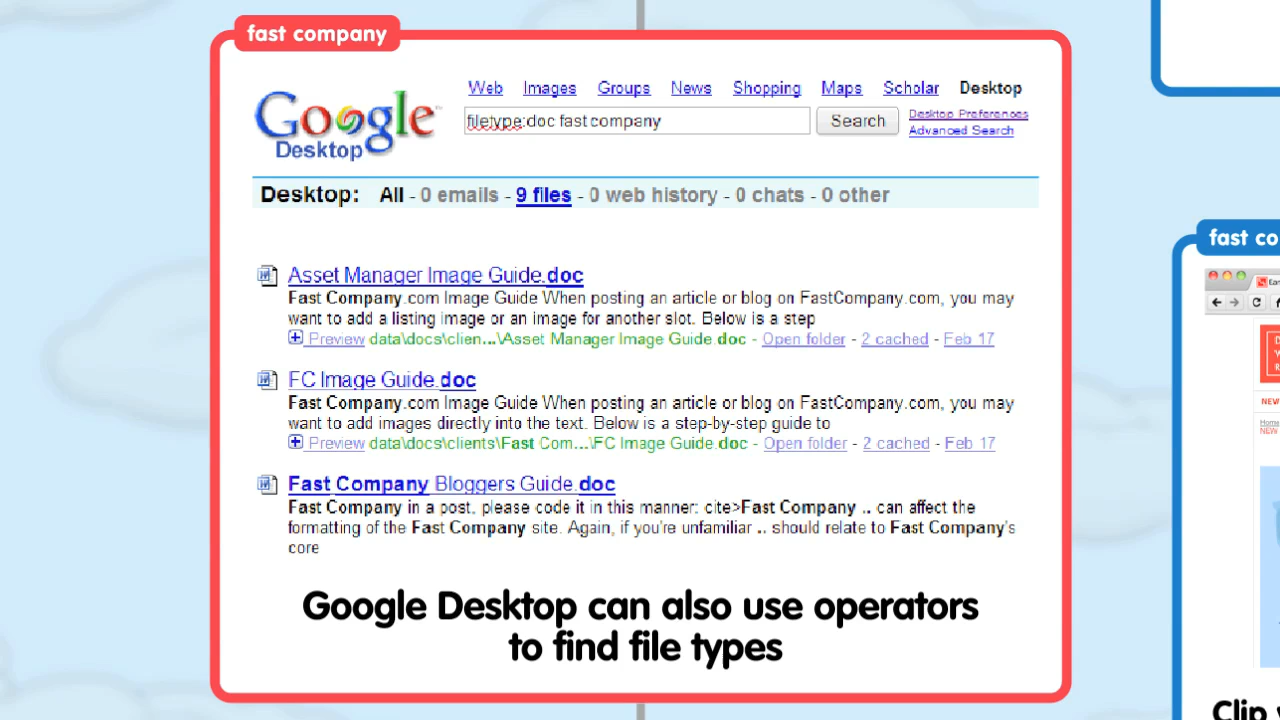 fast company
Web Images Groups News Shopping Maps Scholar Desktop
Google Desktop
filetype:doc fast company Search
Desktop Preferences
Advanced Search
Desktop: All - 0 emails - 9 files - 0 web history - 0 chats - 0 other
Asset Manager Image Guide.doc
Fast Company.com Image Guide When posting an article or blog on FastCompany.com, you may
want to add a listing image or an image for another slot. Below is a step
Preview data\docs\clien...\Asset Manager Image Guide.doc - Open folder - 2 cached - Feb 17
FC Image Guide.doc
Fast Company.com Image Guide When posting an article or blog on FastCompany.com, you may
want to add images directly into the text. Below is a step-by-step guide to
Preview data\docs\clients\Fast Com...\FC Image Guide.doc - Open folder - 2 cached - Feb 17
Fast Company Bloggers Guide.doc
Fast Company in a post, please code it in this manner: cite>Fast Company .. can affect the
formatting of the Fast Company site. Again, if you're unfamiliar .. should relate to Fast Company's
core
Google Desktop can also use operators
to find file types
fast co
Ear
NEW
Home
NEW
Clip